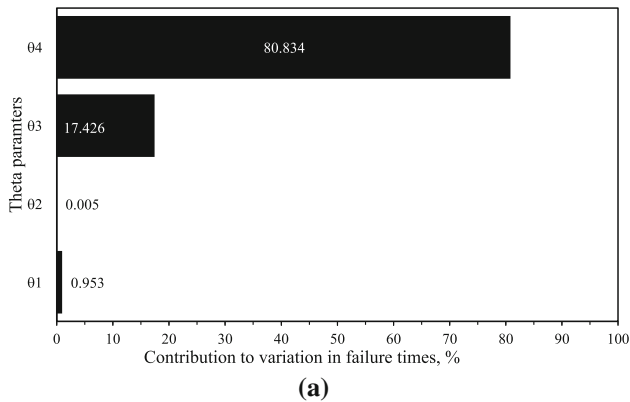 θ4
80.834
θ3
17.426
Theta paramters
θ2
0.005
θ1
0.953
0 10 20 30 40 50 60 70 80 90 100
Contribution to variation in failure times, %
(a)